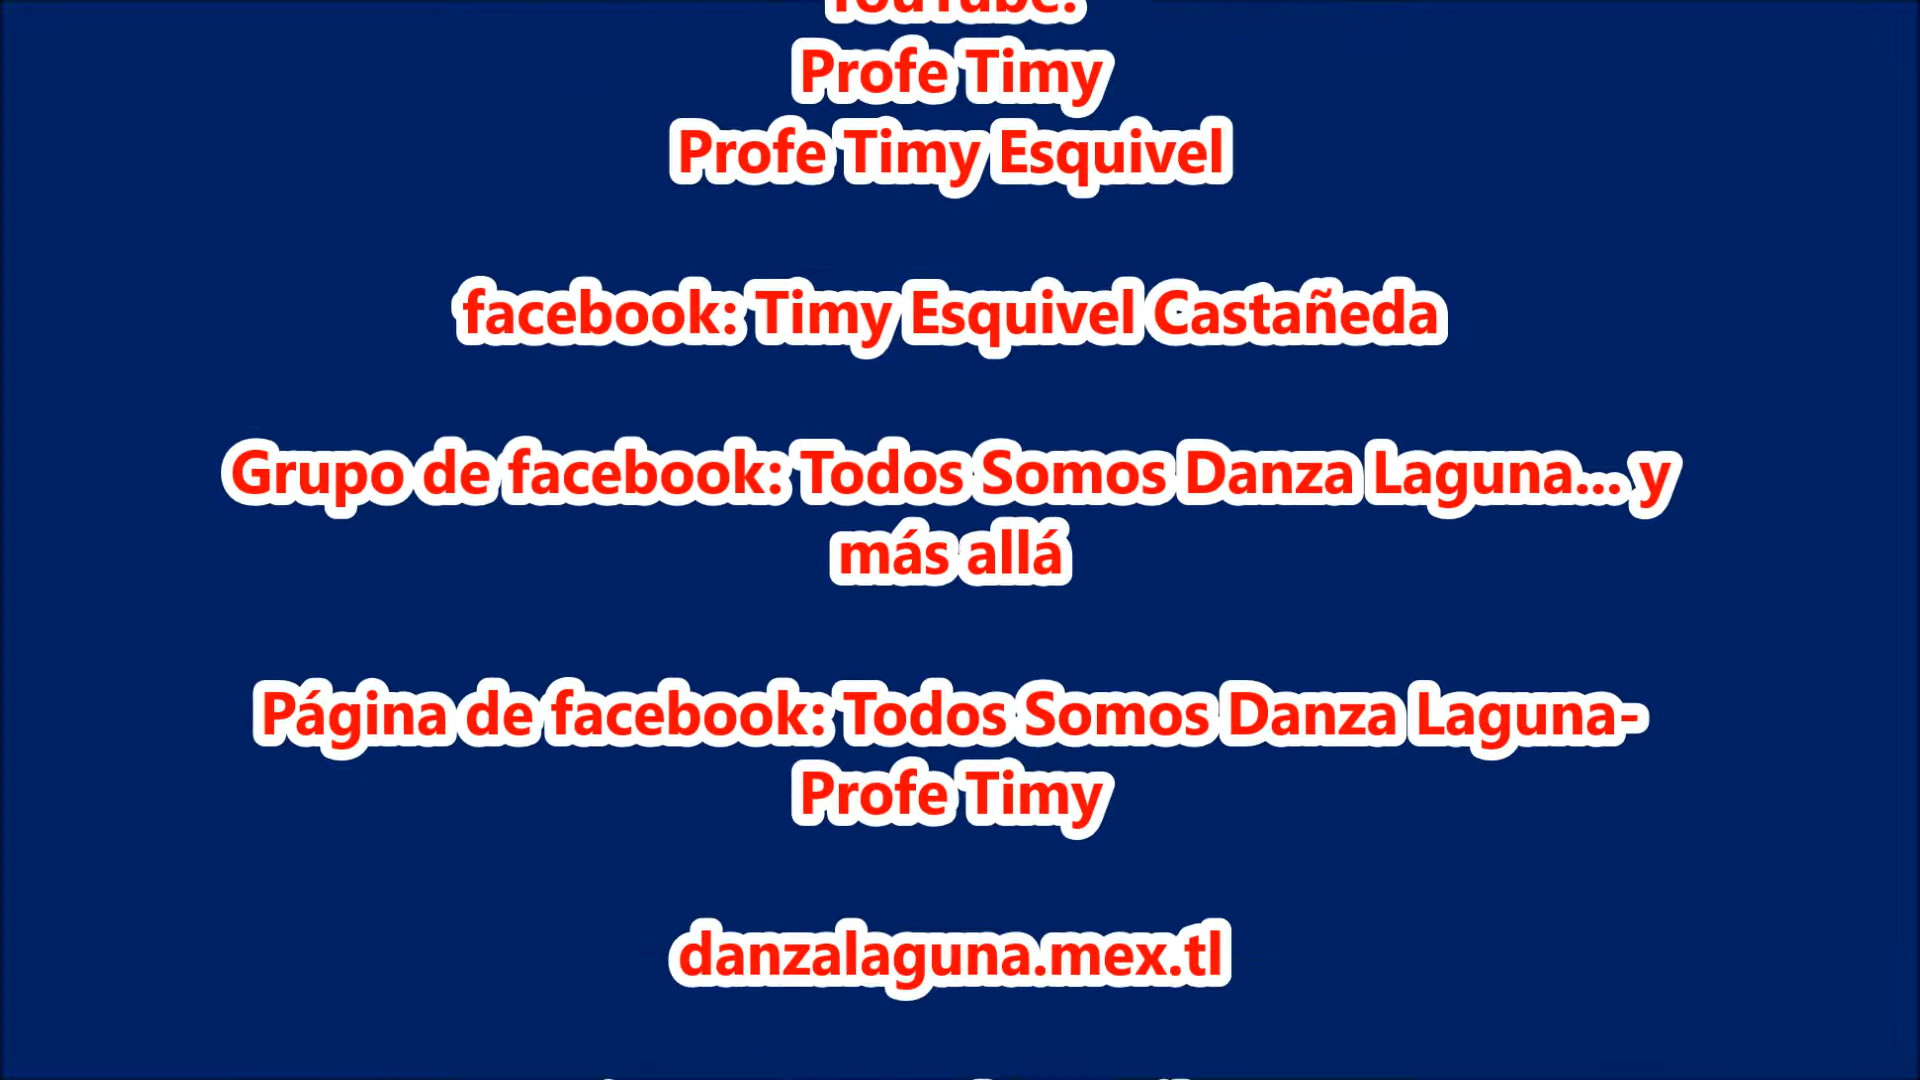 YouTube:
Profe Timy
Profe Timy Esquivel
facebook: Timy Esquivel Castañeda
Grupo de facebook: Todos Somos Danza Laguna... y
más allá
Página de facebook: Todos Somos Danza Laguna-
Profe Timy
danzalaguna.mex.tl